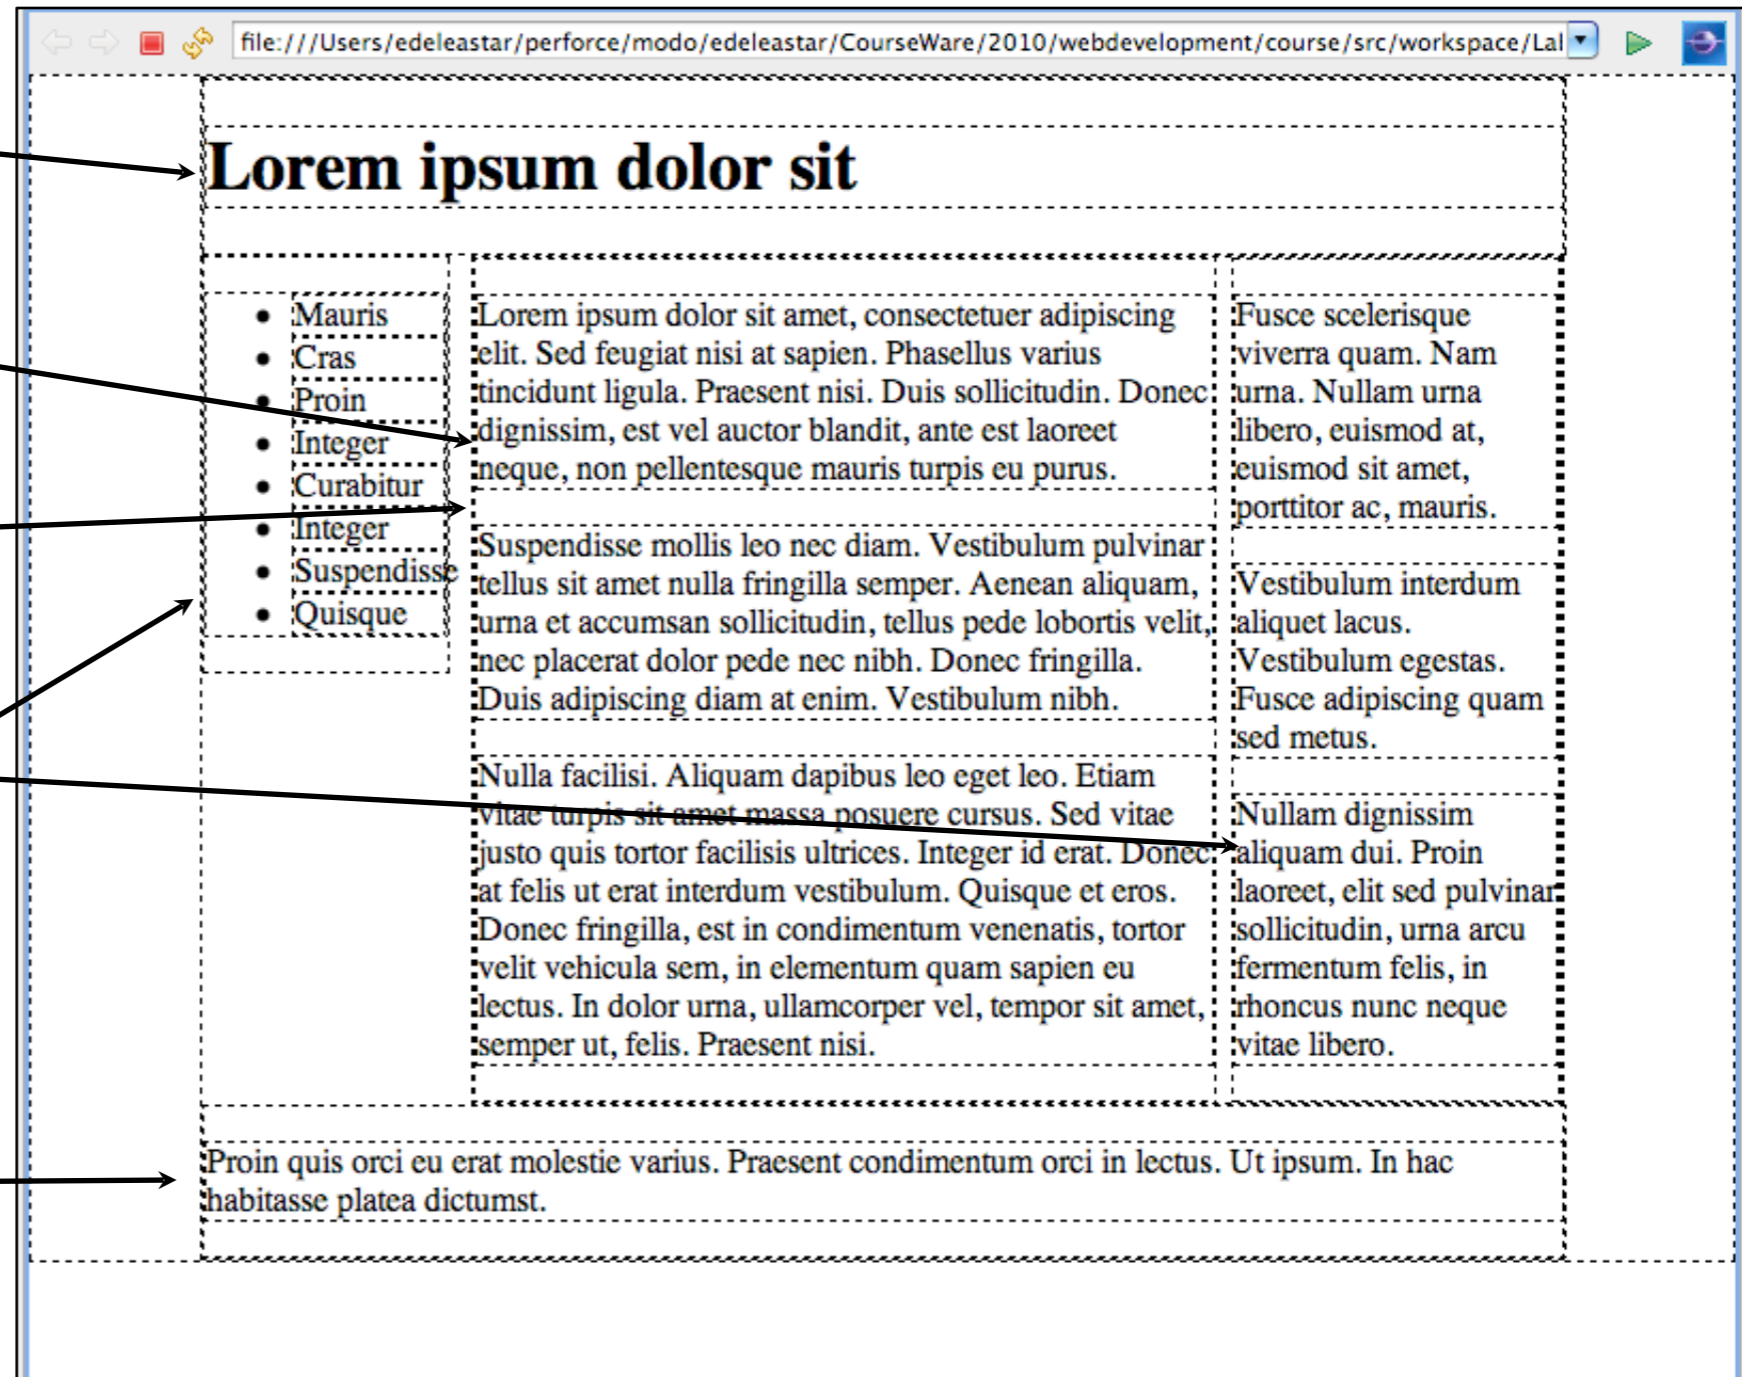 file:///Users/edeleastar/perforce/modo/edeleastar/CourseWare/2010/webdevelopment/course/src/workspace/Lal
Lorem ipsum dolor sit
Mauris
Cras
Proin
Integer
Curabitur
Integer
Suspendisse
Quisque
Lorem ipsum dolor sit amet, consectetuer adipiscing
elit. Sed feugiat nisi at sapien. Phasellus varius
tincidunt ligula. Praesent nisi. Duis sollicitudin. Donec
dignissim, est vel auctor blandit, ante est laoreet
neque, non pellentesque mauris turpis eu purus.
Suspendisse mollis leo nec diam. Vestibulum pulvinar
tellus sit amet nulla fringilla semper. Aenean aliquam,
urna et accumsan sollicitudin, tellus pede lobortis velit,
nec placerat dolor pede nec nibh. Donec fringilla.
Duis adipiscing diam at enim. Vestibulum nibh.
Nulla facilisi. Aliquam dapibus leo eget leo. Etiam
vitae turpis sit amet massa posuere cursus. Sed vitae
justo quis tortor facilisis ultrices. Integer id erat. Donec
at felis ut erat interdum vestibulum. Quisque et eros.
Donec fringilla, est in condimentum venenatis, tortor
velit vehicula sem, in elementum quam sapien eu
lectus. In dolor urna, ullamcorper vel, tempor sit amet,
semper ut, felis. Praesent nisi.
Fusce scelerisque
viverra quam. Nam
urna. Nullam urna
libero, euismod at,
euismod sit amet,
porttitor ac, mauris.
Vestibulum interdum
aliquet lacus.
Vestibulum egestas.
Fusce adipiscing quam
sed metus.
Nullam dignissim
aliquam dui. Proin
laoreet, elit sed pulvinar
sollicitudin, urna arcu
fermentum felis, in
rhoncus nunc neque
vitae libero.
Proin quis orci eu erat molestie varius. Praesent condimentum orci in lectus. Ut ipsum. In hac
habitasse platea dictumst.